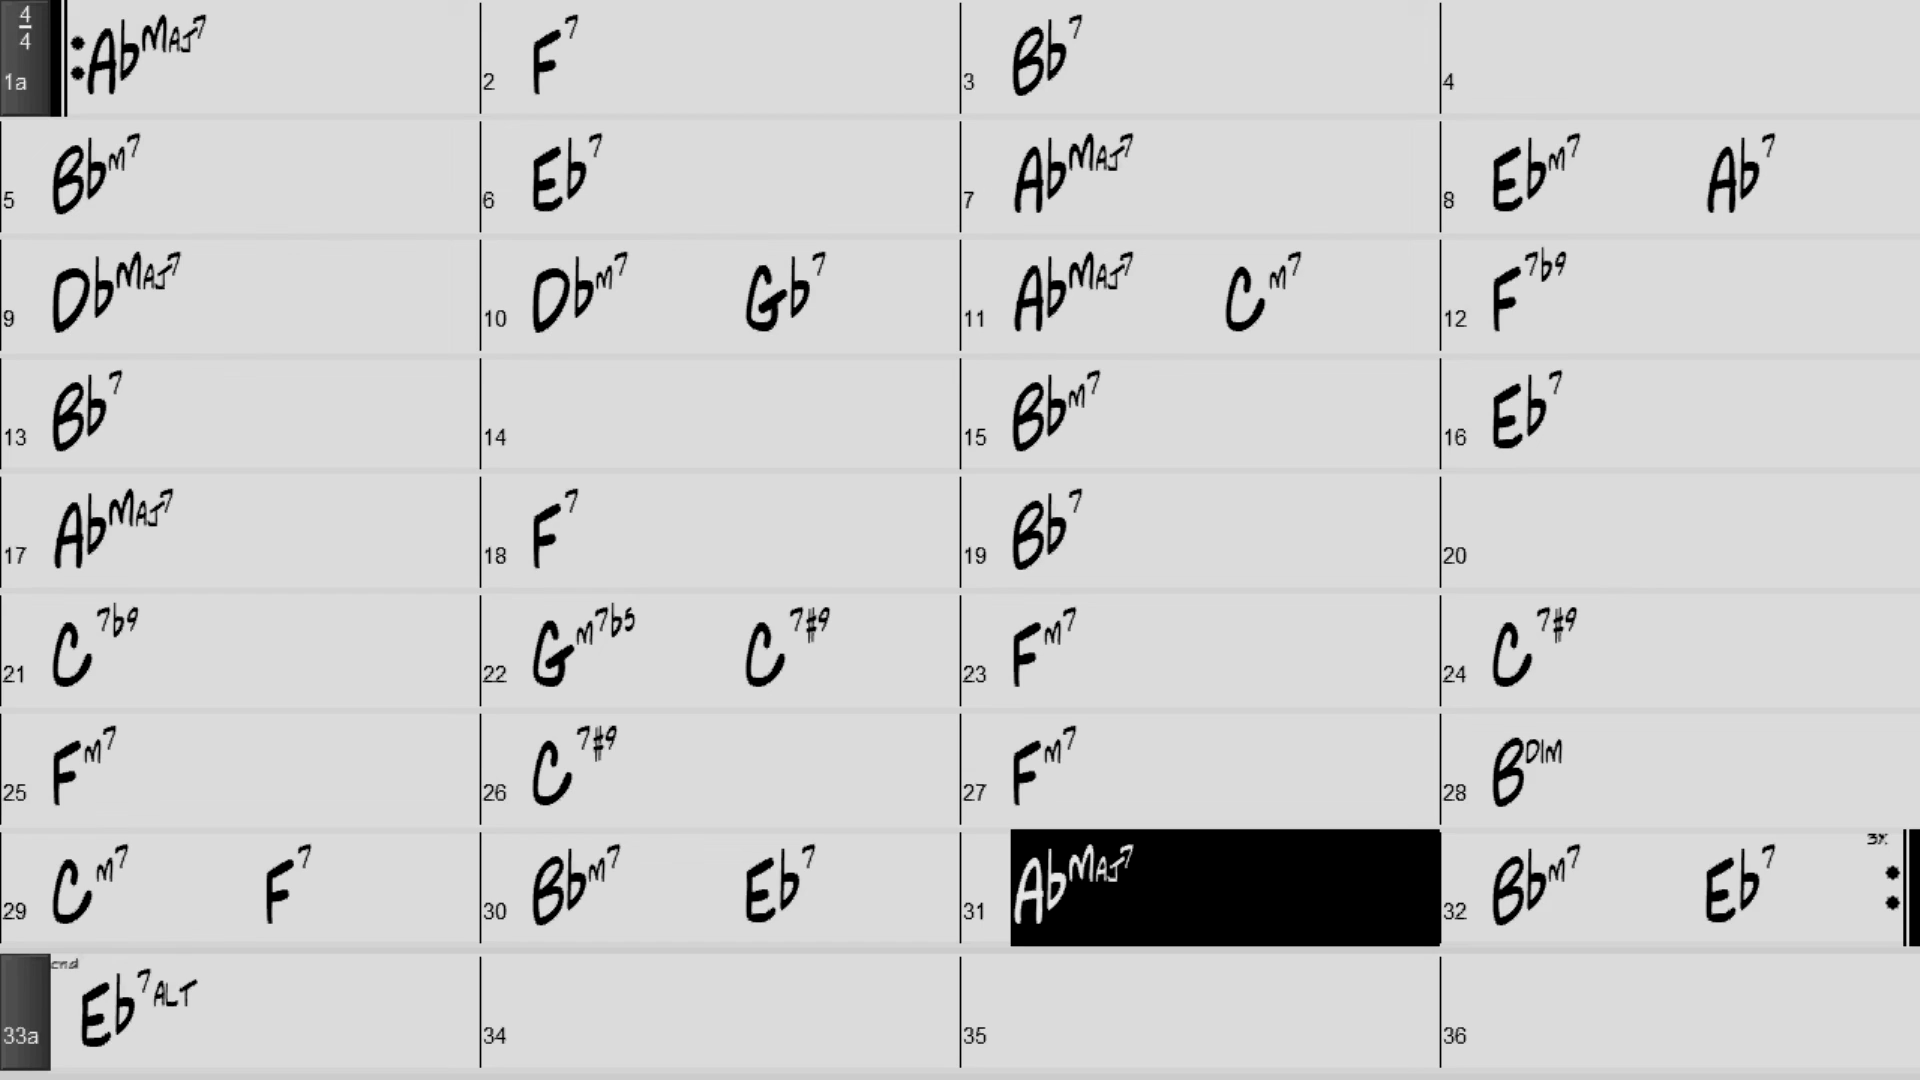 4/4 1a AbMAJ7 2 F7 3 Bb7 4
5 Bbm7 6 Eb7 7 AbMAJ7 8 Ebm7 Ab7
9 DbMAJ7 10 Dbm7 Gb7 11 AbMAJ7 Cm7 12 F7b9
13 Bb7 14 15 Bbm7 16 Eb7
17 AbMAJ7 18 F7 19 Bb7 20
21 C7b9 22 Gm7b5 C7#9 23 Fm7 24 C7#9
25 Fm7 26 C7#9 27 Fm7 28 BDIM
29 Cm7 F7 30 Bbm7 Eb7 31 AbMAJ7 32 Bbm7 Eb7 3x
33a end Eb7ALT 34 35 36